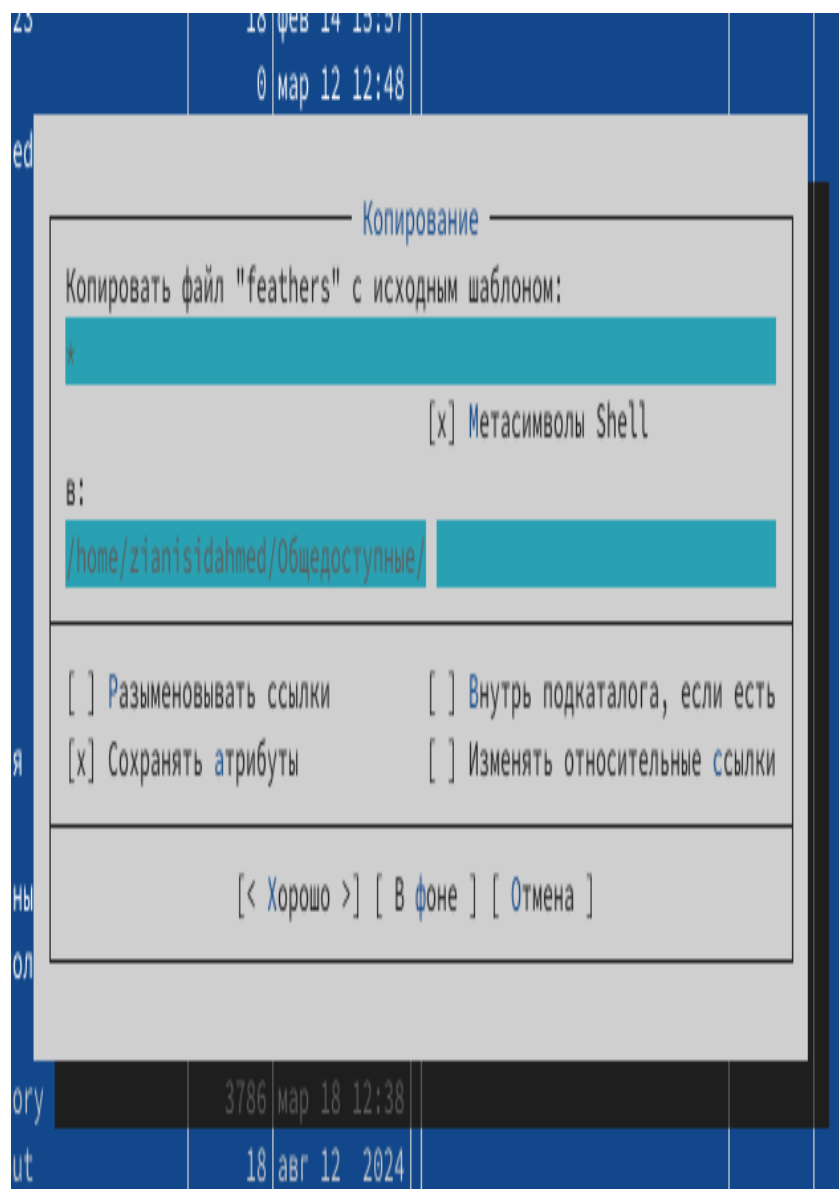 23 18 фев 14 15:57
0 мар 12 12:48
ed
Копирование
Копировать файл "feathers" с исходным шаблоном:
*
[x] Метасимволы Shell
в:
/home/zianisidahmed/Общедоступные/
[ ] Разыменовывать ссылки [ ] Внутрь подкаталога, если есть
я [x] Сохранять атрибуты [ ] Изменять относительные ссылки
ны [< Хорошо >] [ В фоне ] [ Отмена ]
ол
ory 3786 мар 18 12:38
ut 18 авг 12 2024